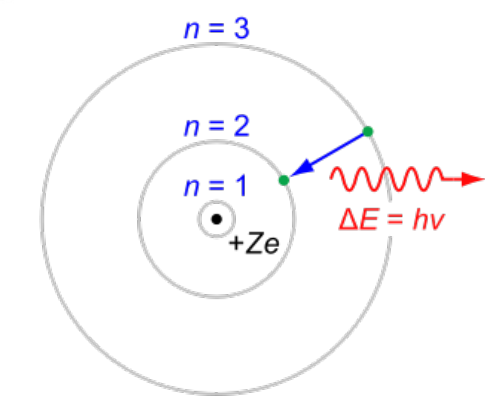 n = 3
n = 2
n = 1
+Ze
ΔE = hv